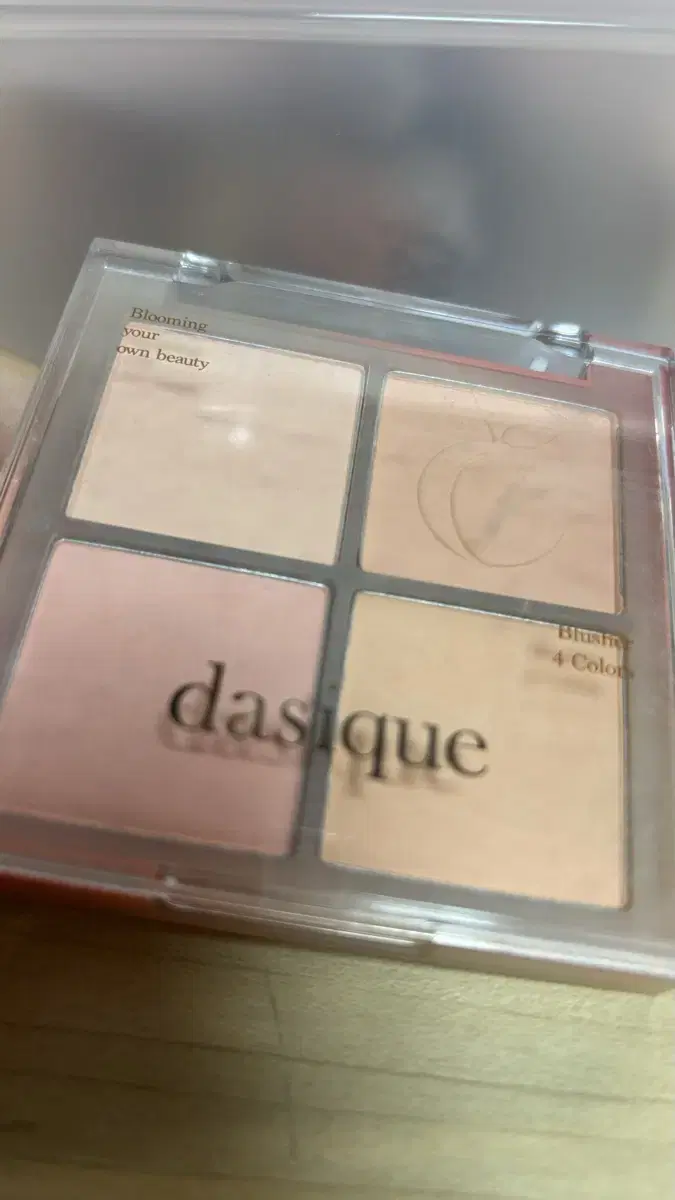 Blooming
your
own beauty
Blusher
4 Colors
dasique